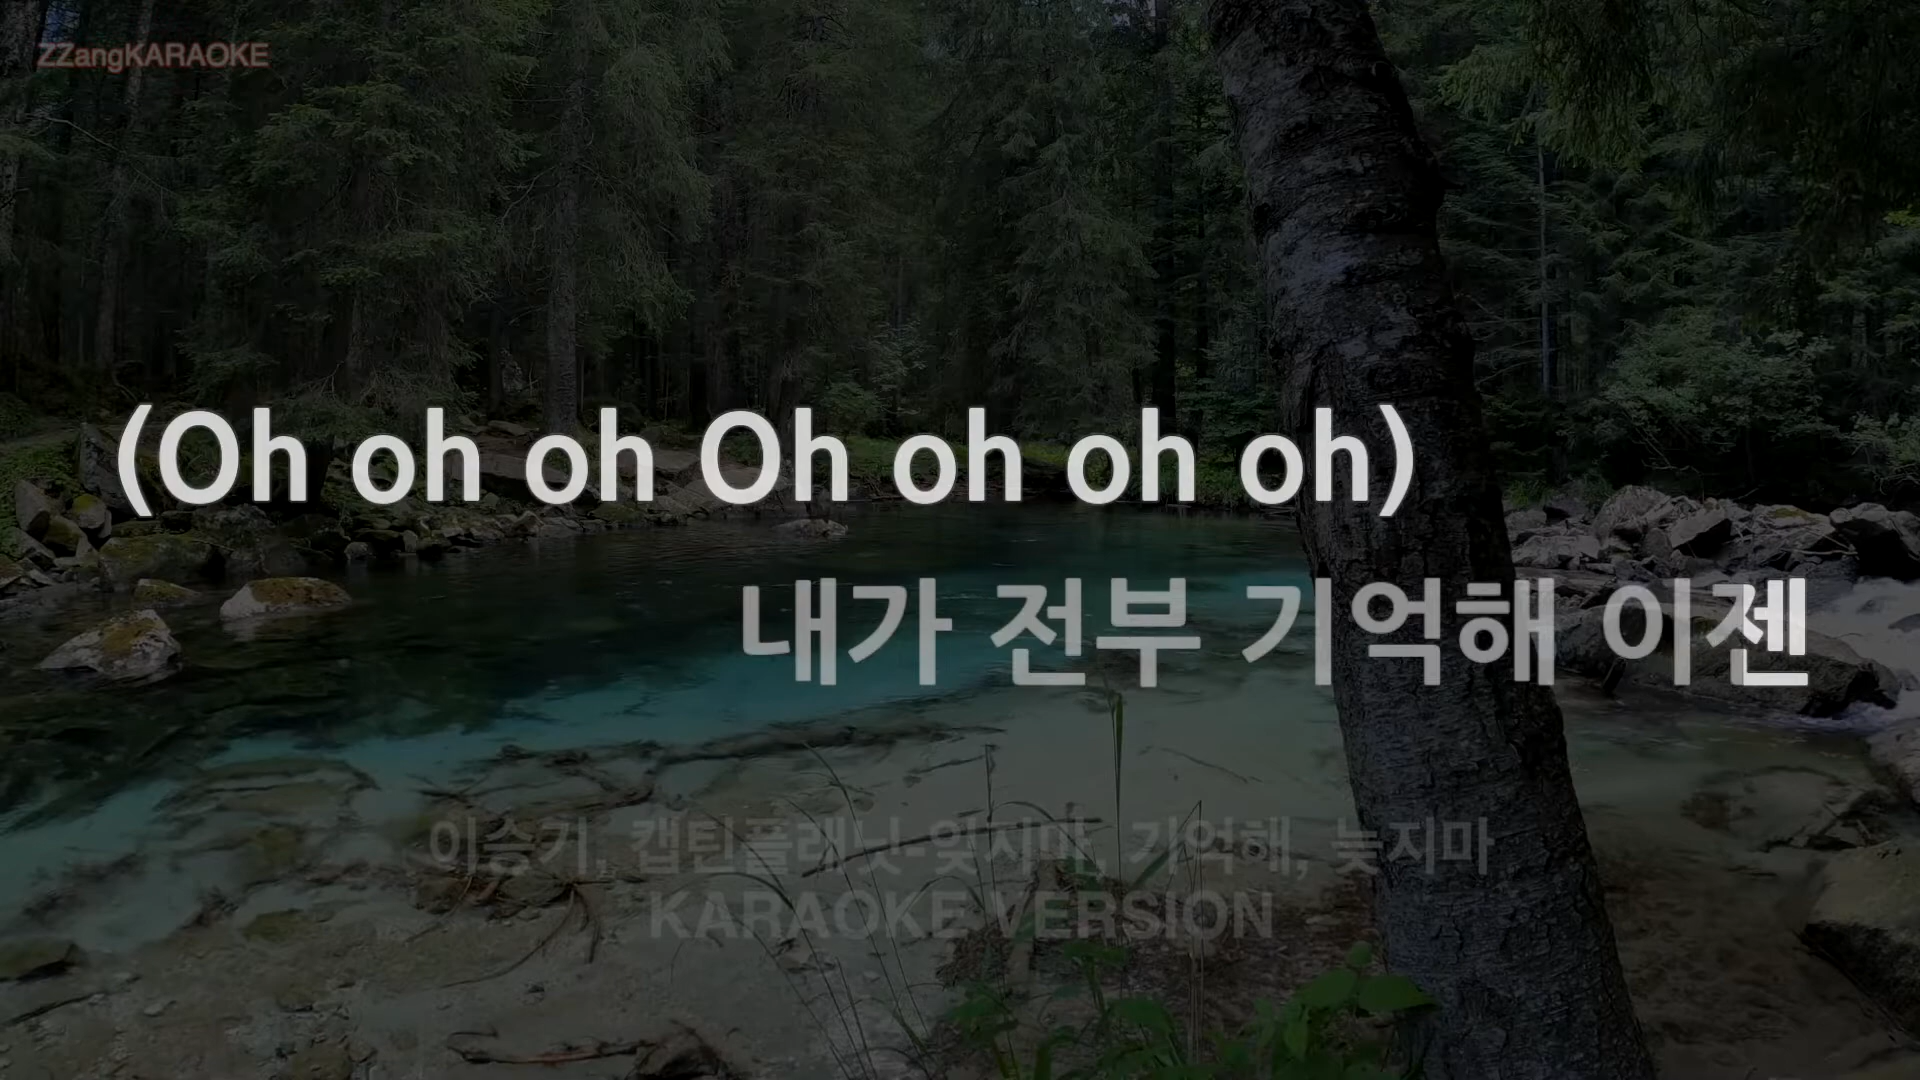 ZZangKARAOKE
(Oh oh oh Oh oh oh oh)
내가 전부 기억해 이젠
이승기, 캡틴플래닛-잊지마, 기억해, 늦지마
KARAOKE VERSION